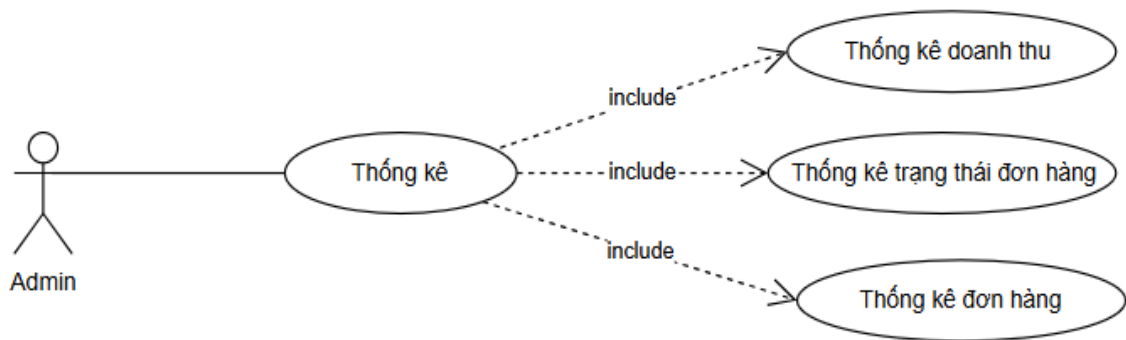 Thống kê doanh thu
include
Thống kê
include
Thống kê trạng thái đơn hàng
include
Admin
Thống kê đơn hàng